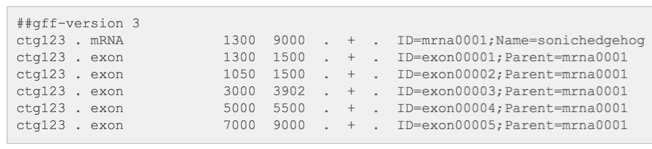 ##gff-version 3
ctg123 . mRNA 1300 9000 . + . ID=mrna0001;Name=sonichedgehog
ctg123 . exon 1300 1500 . + . ID=exon00001;Parent=mrna0001
ctg123 . exon 1050 1500 . + . ID=exon00002;Parent=mrna0001
ctg123 . exon 3000 3902 . + . ID=exon00003;Parent=mrna0001
ctg123 . exon 5000 5500 . + . ID=exon00004;Parent=mrna0001
ctg123 . exon 7000 9000 . + . ID=exon00005;Parent=mrna0001